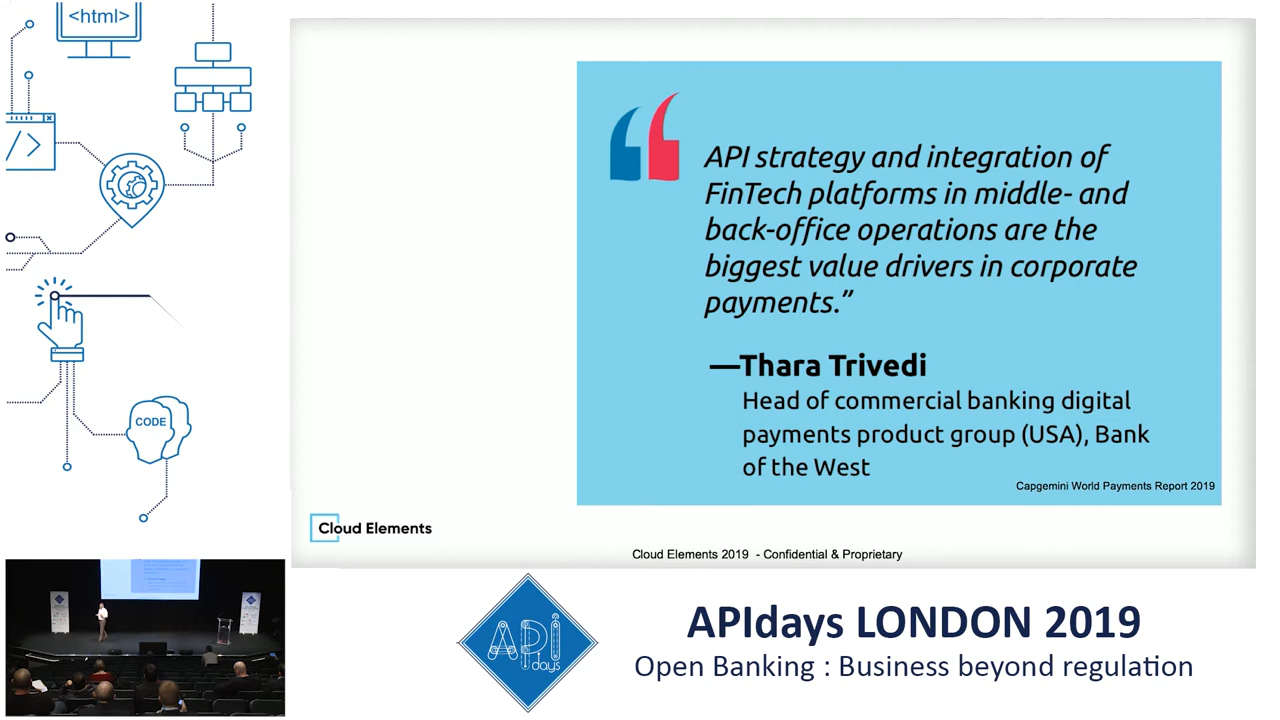 <html>
</>
CODE
API strategy and integration of
FinTech platforms in middle- and
back-office operations are the
biggest value drivers in corporate
payments.”
—Thara Trivedi
Head of commercial banking digital
payments product group (USA), Bank
of the West
Capgemini World Payments Report 2019
Cloud Elements
Cloud Elements 2019 - Confidential & Proprietary
API
days
APIdays LONDON 2019
Open Banking : Business beyond regulation